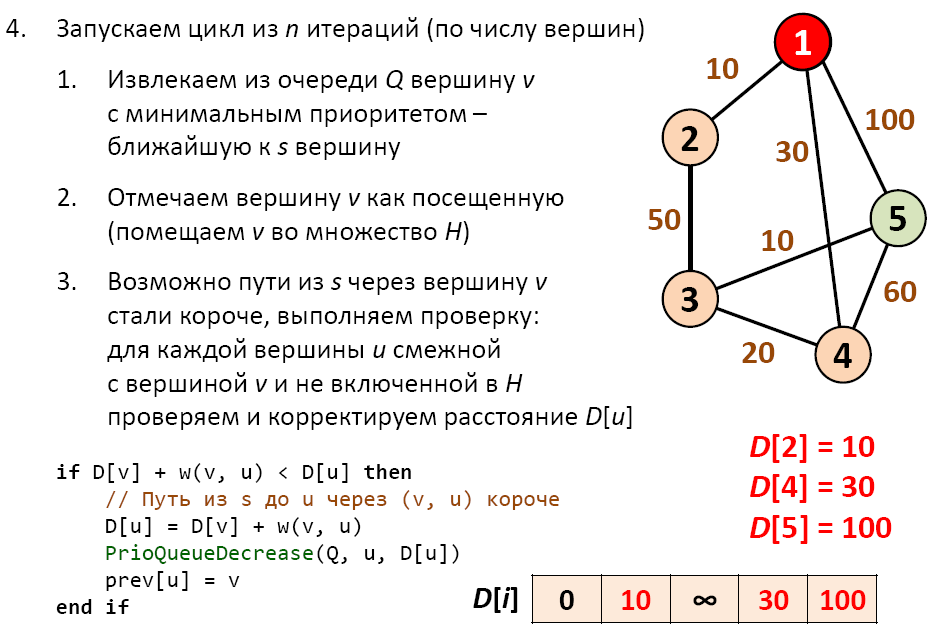 4. Запускаем цикл из n итераций (по числу вершин)
1. Извлекаем из очереди Q вершину v
с минимальным приоритетом –
ближайшую к s вершину
2. Отмечаем вершину v как посещенную
(помещаем v во множество H)
3. Возможно пути из s через вершину v
стали короче, выполняем проверку:
для каждой вершины u смежной
с вершиной v и не включенной в H
проверяем и корректируем расстояние D[u]
if D[v] + w(v, u) < D[u] then
// Путь из s до u через (v, u) короче
D[u] = D[v] + w(v, u)
PrioQueueDecrease(Q, u, D[u])
prev[u] = v
end if
1
10
2
100
30
50
5
10
3
60
20
4
D[2] = 10
D[4] = 30
D[5] = 100
D[i] 0 10 ∞ 30 100